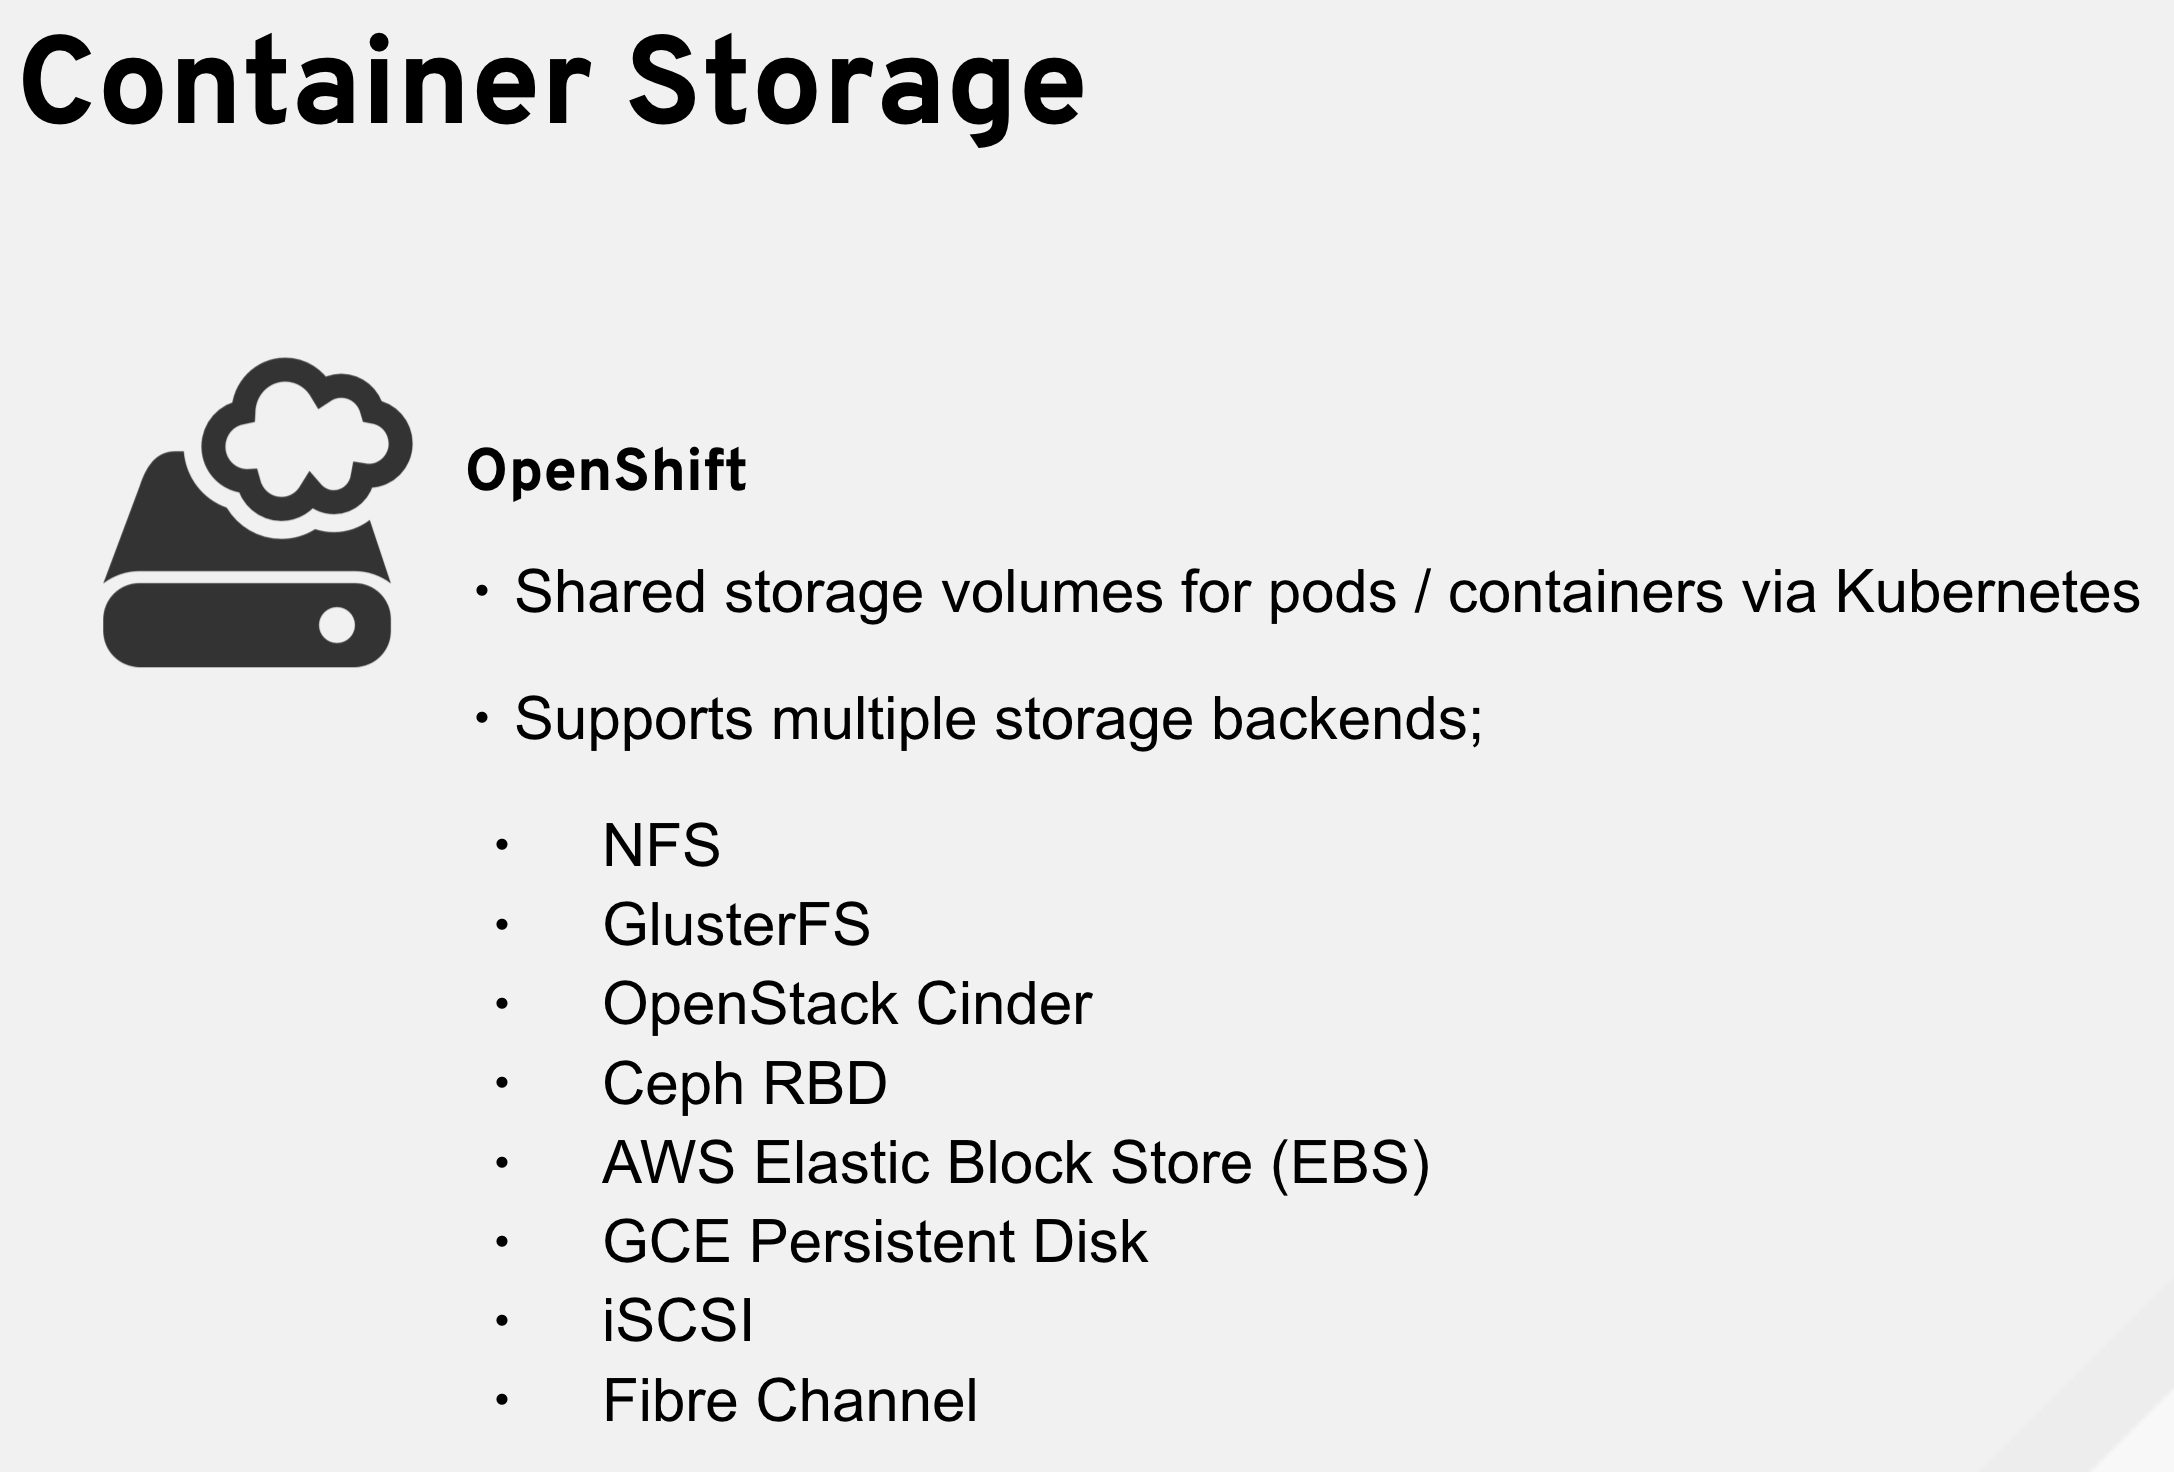 Container Storage
OpenShift
• Shared storage volumes for pods / containers via Kubernetes
• Supports multiple storage backends;
• NFS
• GlusterFS
• OpenStack Cinder
• Ceph RBD
• AWS Elastic Block Store (EBS)
• GCE Persistent Disk
• iSCSI
• Fibre Channel